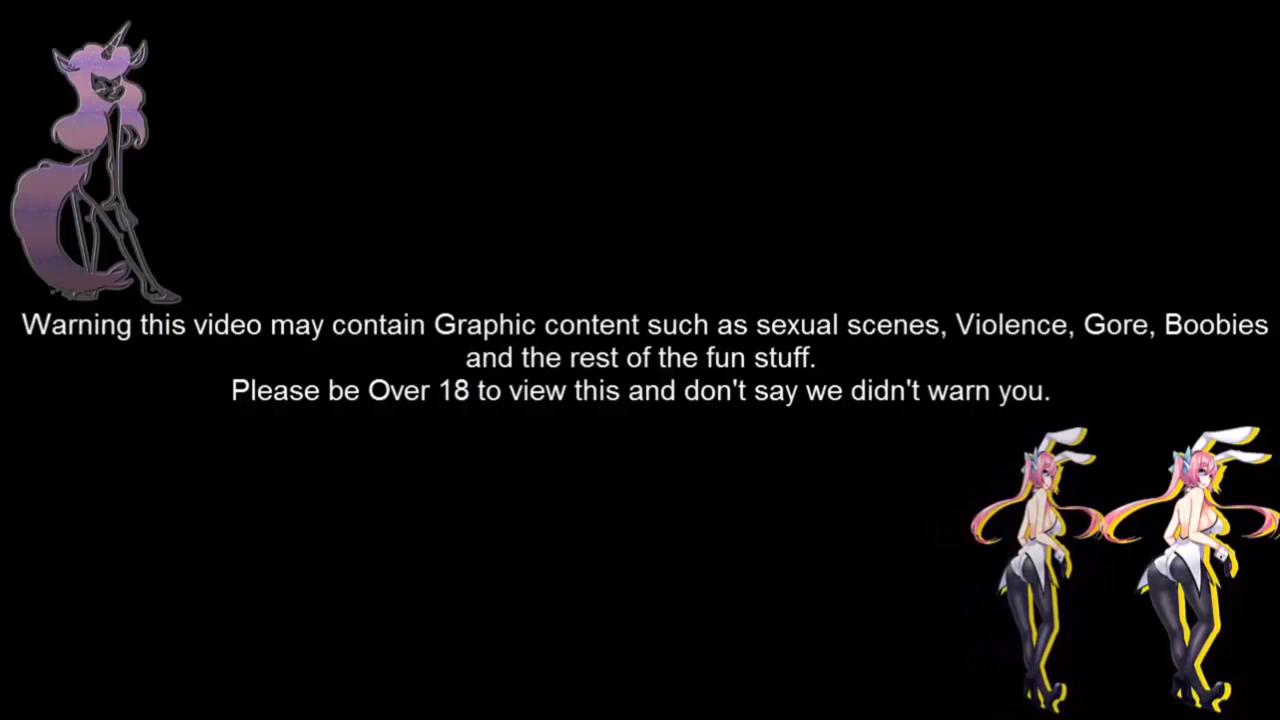 Warning this video may contain Graphic content such as sexual scenes, Violence, Gore, Boobies
and the rest of the fun stuff.
Please be Over 18 to view this and don't say we didn't warn you.